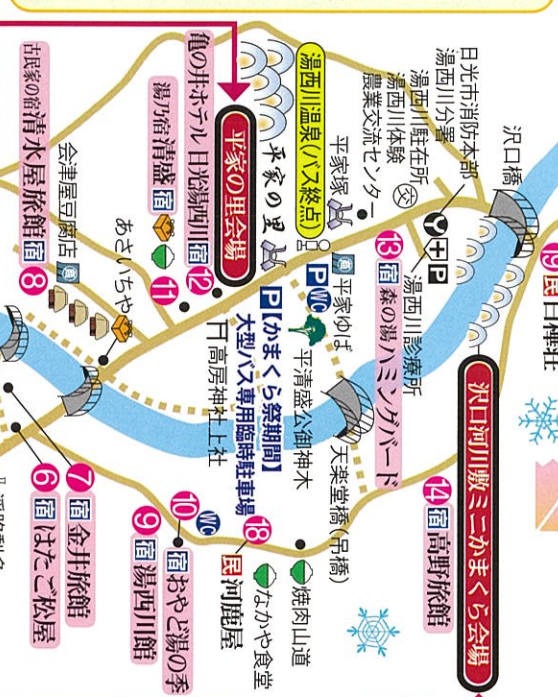 沢口橋
日光市消防本部
湯西川分署
湯西川駐在所
湯西川体験
農業交流センター
平家塚
湯西川温泉(バス終点)
平家の里
平家の里会場
亀の井ホテル 日光湯西川 宿 12
湯乃宿 清盛 宿 11
古民家の宿 清水屋旅館 宿 8
会津屋豆腐店
あさいちや
19 民
P
湯西川診療所
13 宿 森の湯 ハミングバード
沢口河川敷ミニかまくら会場
14 宿 高野旅館
平家ゆば
P WC
平清盛公御神木
天楽堂橋(吊橋)
P【かまくら祭期間】
大型バス専用臨時駐車場
高房神社上社
焼肉山道
なかや食堂
18 民 河鹿屋
WC
10 宿 おやど湯の季
9 宿 湯西川館
7 宿 金井旅館
6 宿 はたご松屋